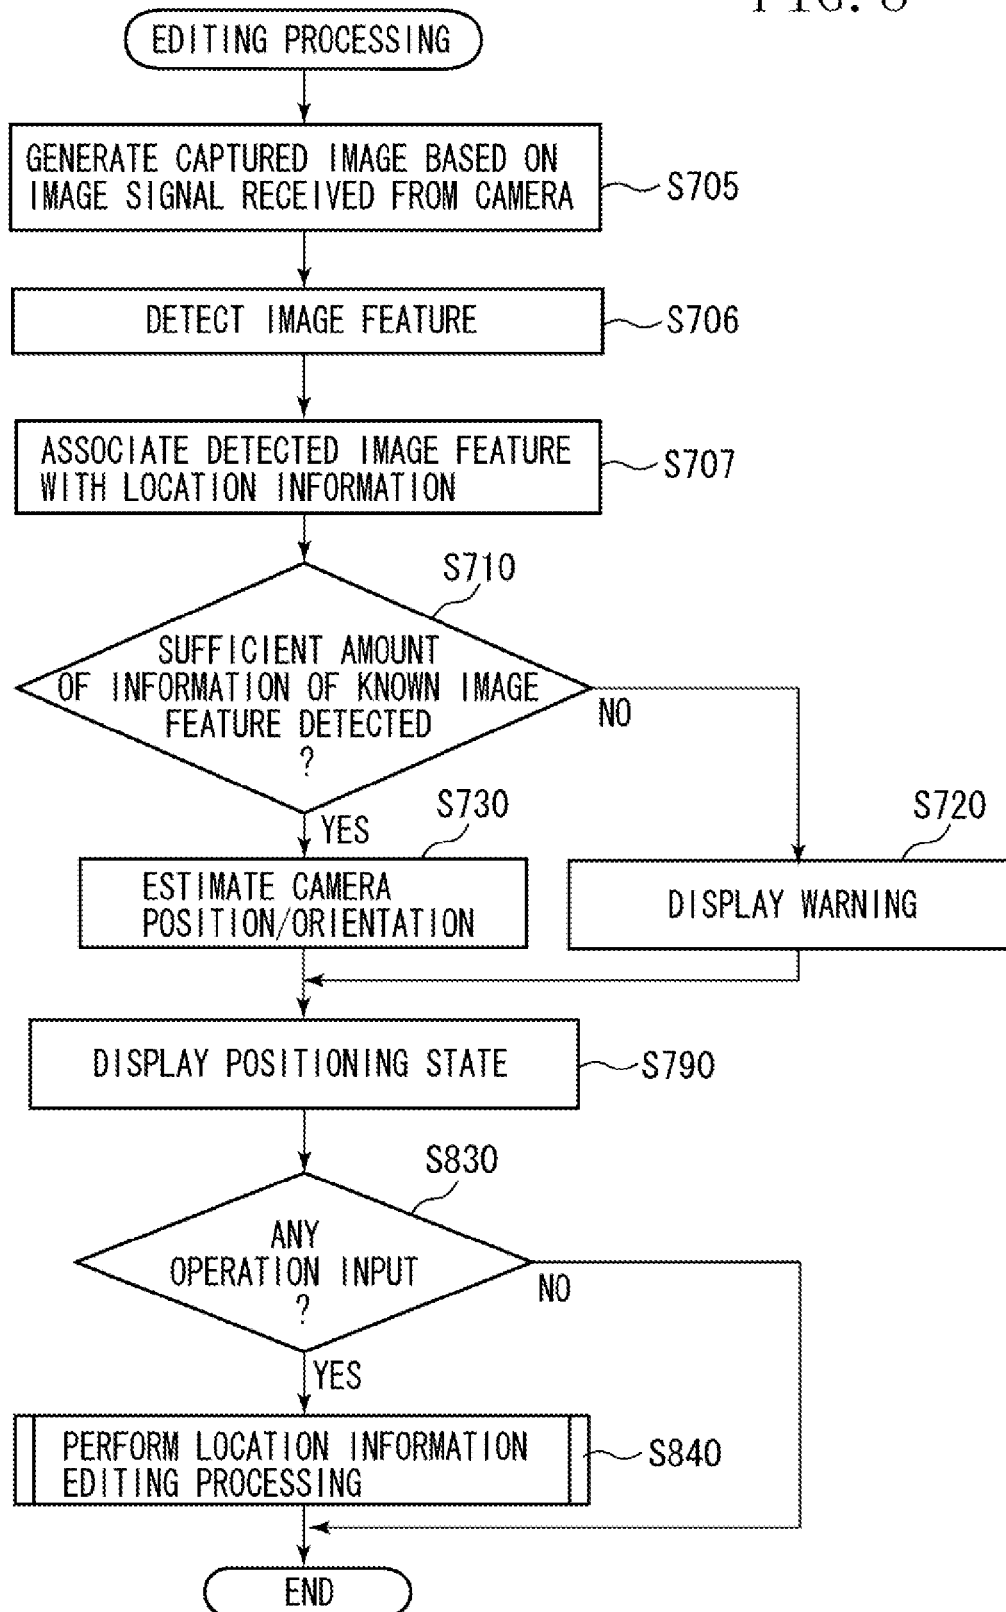 EDITING PROCESSING
GENERATE CAPTURED IMAGE BASED ON
IMAGE SIGNAL RECEIVED FROM CAMERA
S705
DETECT IMAGE FEATURE
S706
ASSOCIATE DETECTED IMAGE FEATURE
WITH LOCATION INFORMATION
S707
S710
SUFFICIENT AMOUNT
OF INFORMATION OF KNOWN IMAGE
FEATURE DETECTED
?
NO
YES
S730
S720
ESTIMATE CAMERA
POSITION/ORIENTATION
DISPLAY WARNING
DISPLAY POSITIONING STATE
S790
S830
ANY
OPERATION INPUT
?
NO
YES
PERFORM LOCATION INFORMATION
EDITING PROCESSING
S840
END